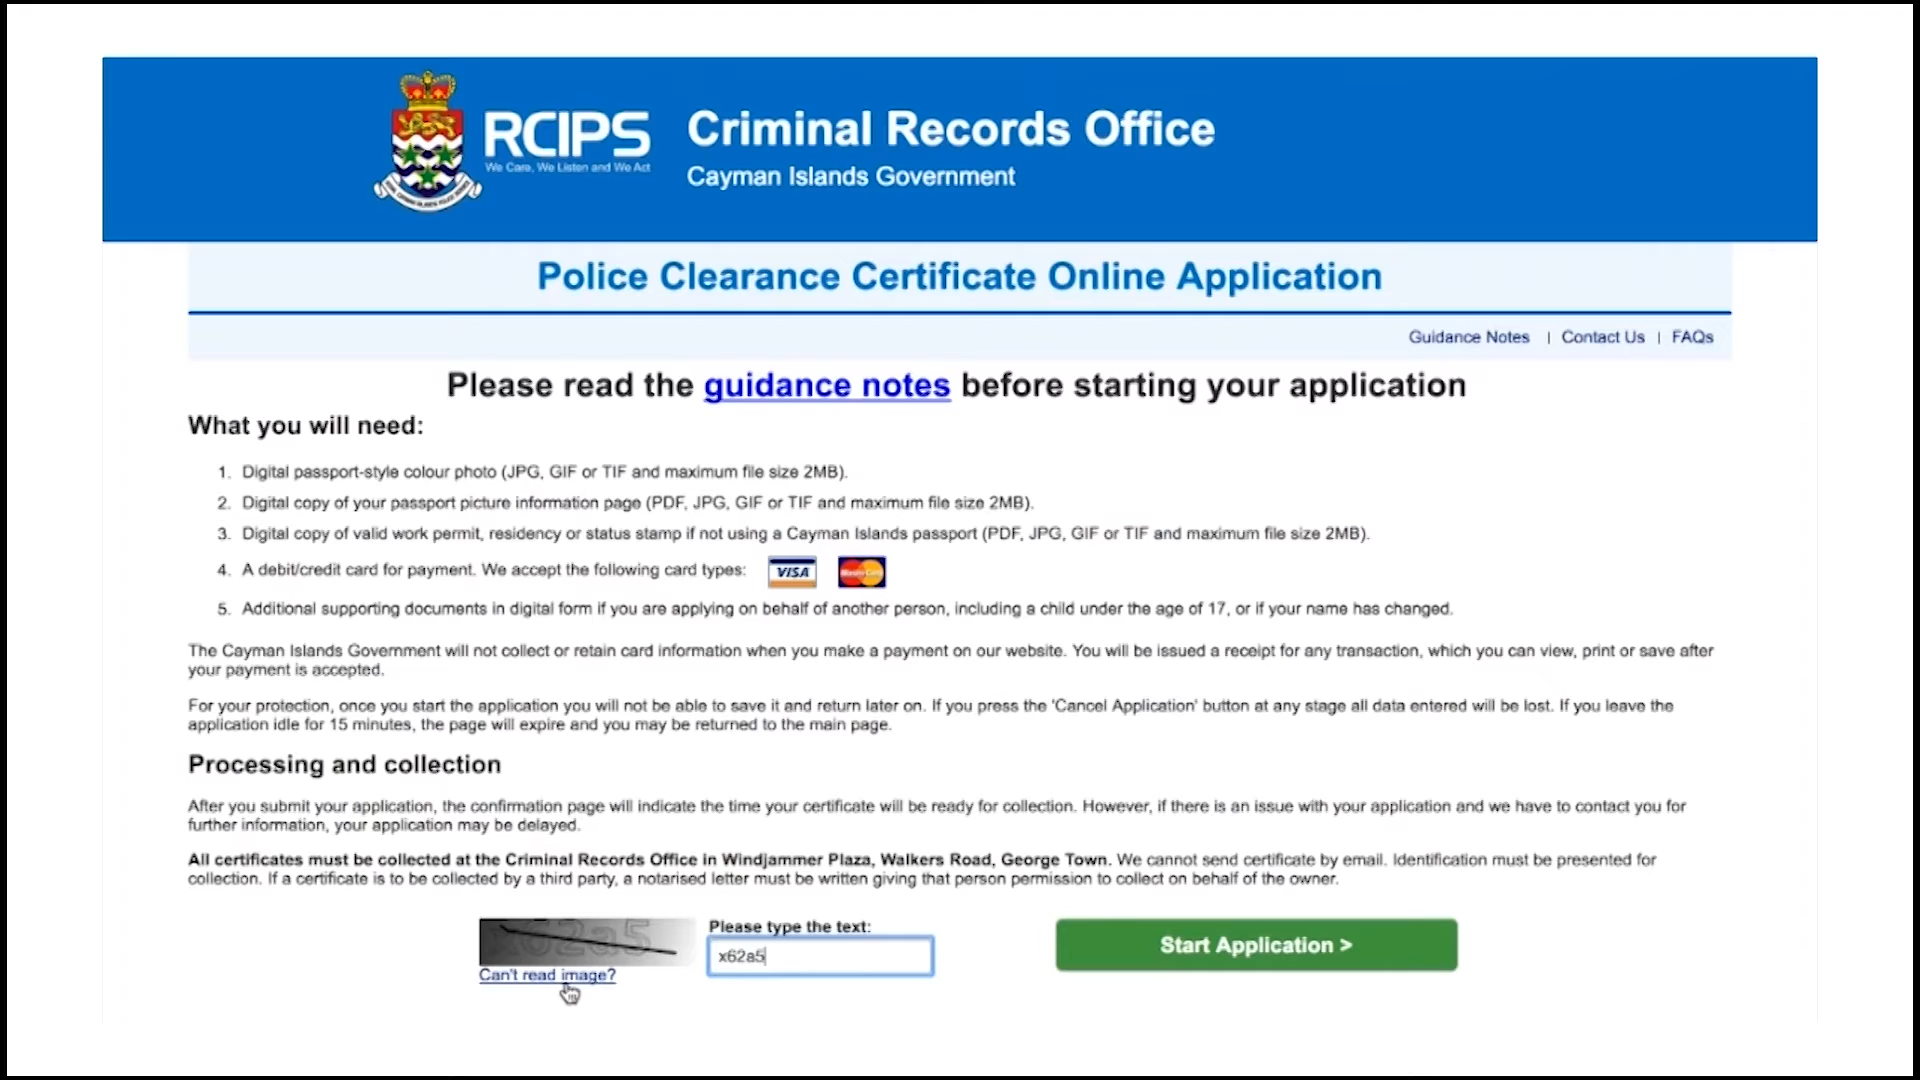 RCIPS
We Care, We Listen and We Act
Criminal Records Office
Cayman Islands Government
Police Clearance Certificate Online Application
Guidance Notes | Contact Us | FAQs
Please read the guidance notes before starting your application
What you will need:
1. Digital passport-style colour photo (JPG, GIF or TIF and maximum file size 2MB).
2. Digital copy of your passport picture information page (PDF, JPG, GIF or TIF and maximum file size 2MB).
3. Digital copy of valid work permit, residency or status stamp if not using a Cayman Islands passport (PDF, JPG, GIF or TIF and maximum file size 2MB).
4. A debit/credit card for payment. We accept the following card types: VISA MasterCard
5. Additional supporting documents in digital form if you are applying on behalf of another person, including a child under the age of 17, or if your name has changed.
The Cayman Islands Government will not collect or retain card information when you make a payment on our website. You will be issued a receipt for any transaction, which you can view, print or save after
your payment is accepted.
For your protection, once you start the application you will not be able to save it and return later on. If you press the 'Cancel Application' button at any stage all data entered will be lost. If you leave the
application idle for 15 minutes, the page will expire and you may be returned to the main page.
Processing and collection
After you submit your application, the confirmation page will indicate the time your certificate will be ready for collection. However, if there is an issue with your application and we have to contact you for
further information, your application may be delayed.
All certificates must be collected at the Criminal Records Office in Windjammer Plaza, Walkers Road, George Town. We cannot send certificate by email. Identification must be presented for
collection. If a certificate is to be collected by a third party, a notarised letter must be written giving that person permission to collect on behalf of the owner.
Please type the text:
x62a5
Can't read image?
Start Application >